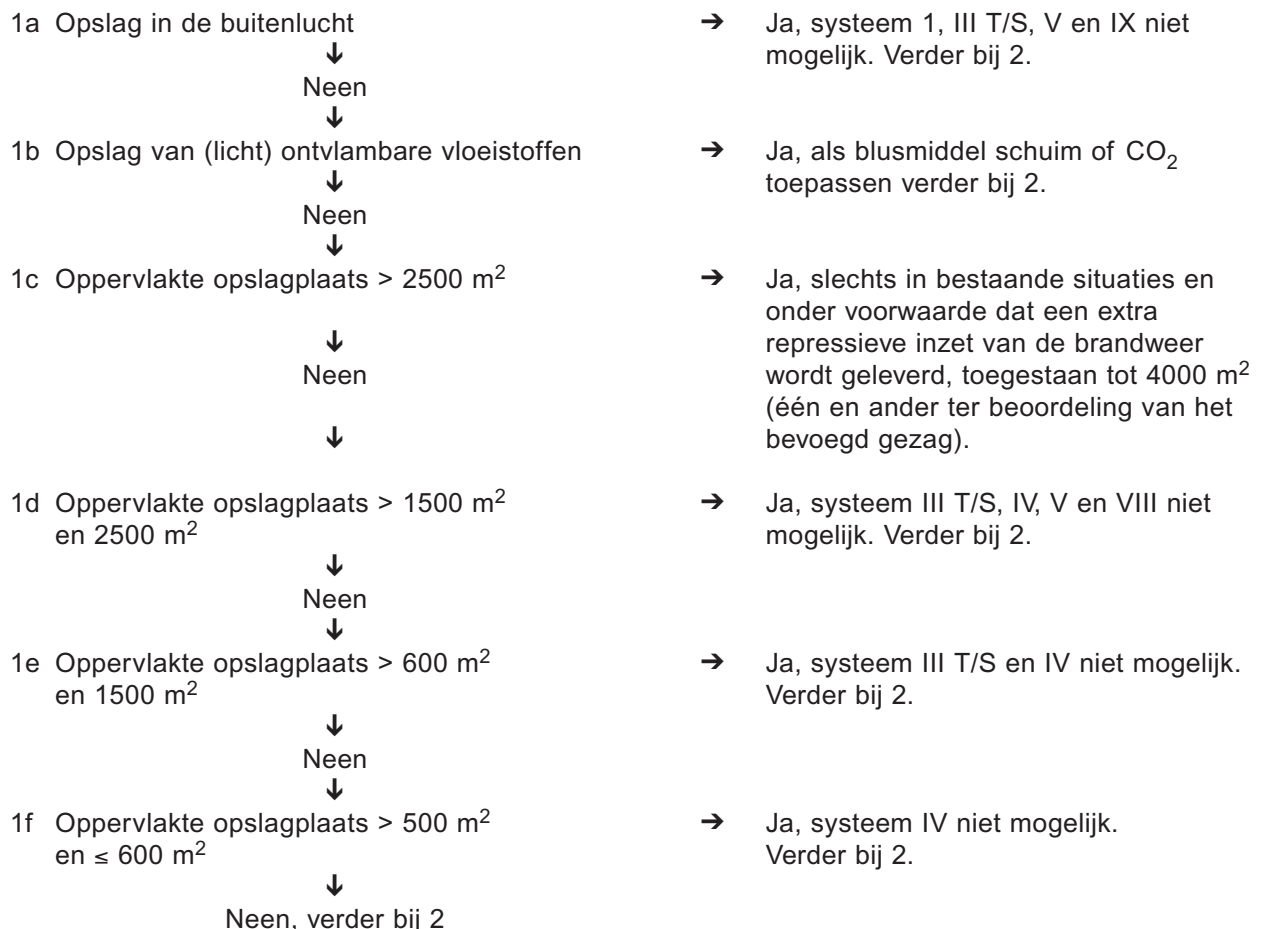 1a Opslag in de buitenlucht ➔ Ja, systeem 1, III T/S, V en IX niet
mogelijk. Verder bij 2.
Neen
1b Opslag van (licht) ontvlambare vloeistoffen ➔ Ja, als blusmiddel schuim of CO₂
toepassen verder bij 2.
Neen
1c Oppervlakte opslagplaats > 2500 m² ➔ Ja, slechts in bestaande situaties en
onder voorwaarde dat een extra
repressieve inzet van de brandweer
Neen
wordt geleverd, toegestaan tot 4000 m²
(één en ander ter beoordeling van het
bevoegd gezag).
1d Oppervlakte opslagplaats > 1500 m² ➔ Ja, systeem III T/S, IV, V en VIII niet
en 2500 m² mogelijk. Verder bij 2.
Neen
1e Oppervlakte opslagplaats > 600 m² ➔ Ja, systeem III T/S en IV niet mogelijk.
en 1500 m² Verder bij 2.
Neen
1f Oppervlakte opslagplaats > 500 m² ➔ Ja, systeem IV niet mogelijk.
en ≤ 600 m² Verder bij 2.
Neen, verder bij 2